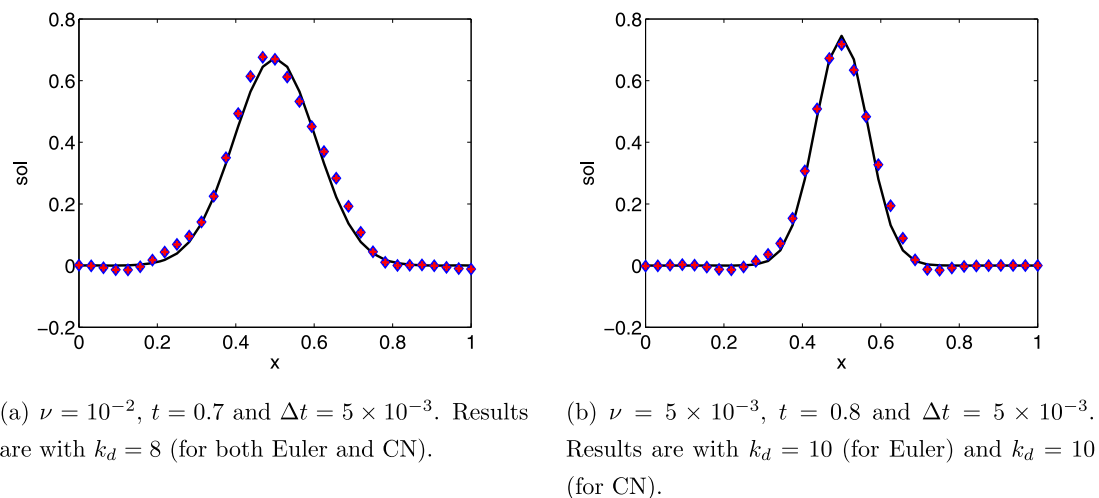 0.8
0.6
0.4
0.2
0
−0.2
sol
0 0.2 0.4 0.6 0.8 1
x
0.8
0.6
0.4
0.2
0
−0.2
sol
0 0.2 0.4 0.6 0.8 1
x
(a) ν = 10⁻², t = 0.7 and Δt = 5 × 10⁻³. Results
are with k_d = 8 (for both Euler and CN).
(b) ν = 5 × 10⁻³, t = 0.8 and Δt = 5 × 10⁻³.
Results are with k_d = 10 (for Euler) and k_d = 10
(for CN).